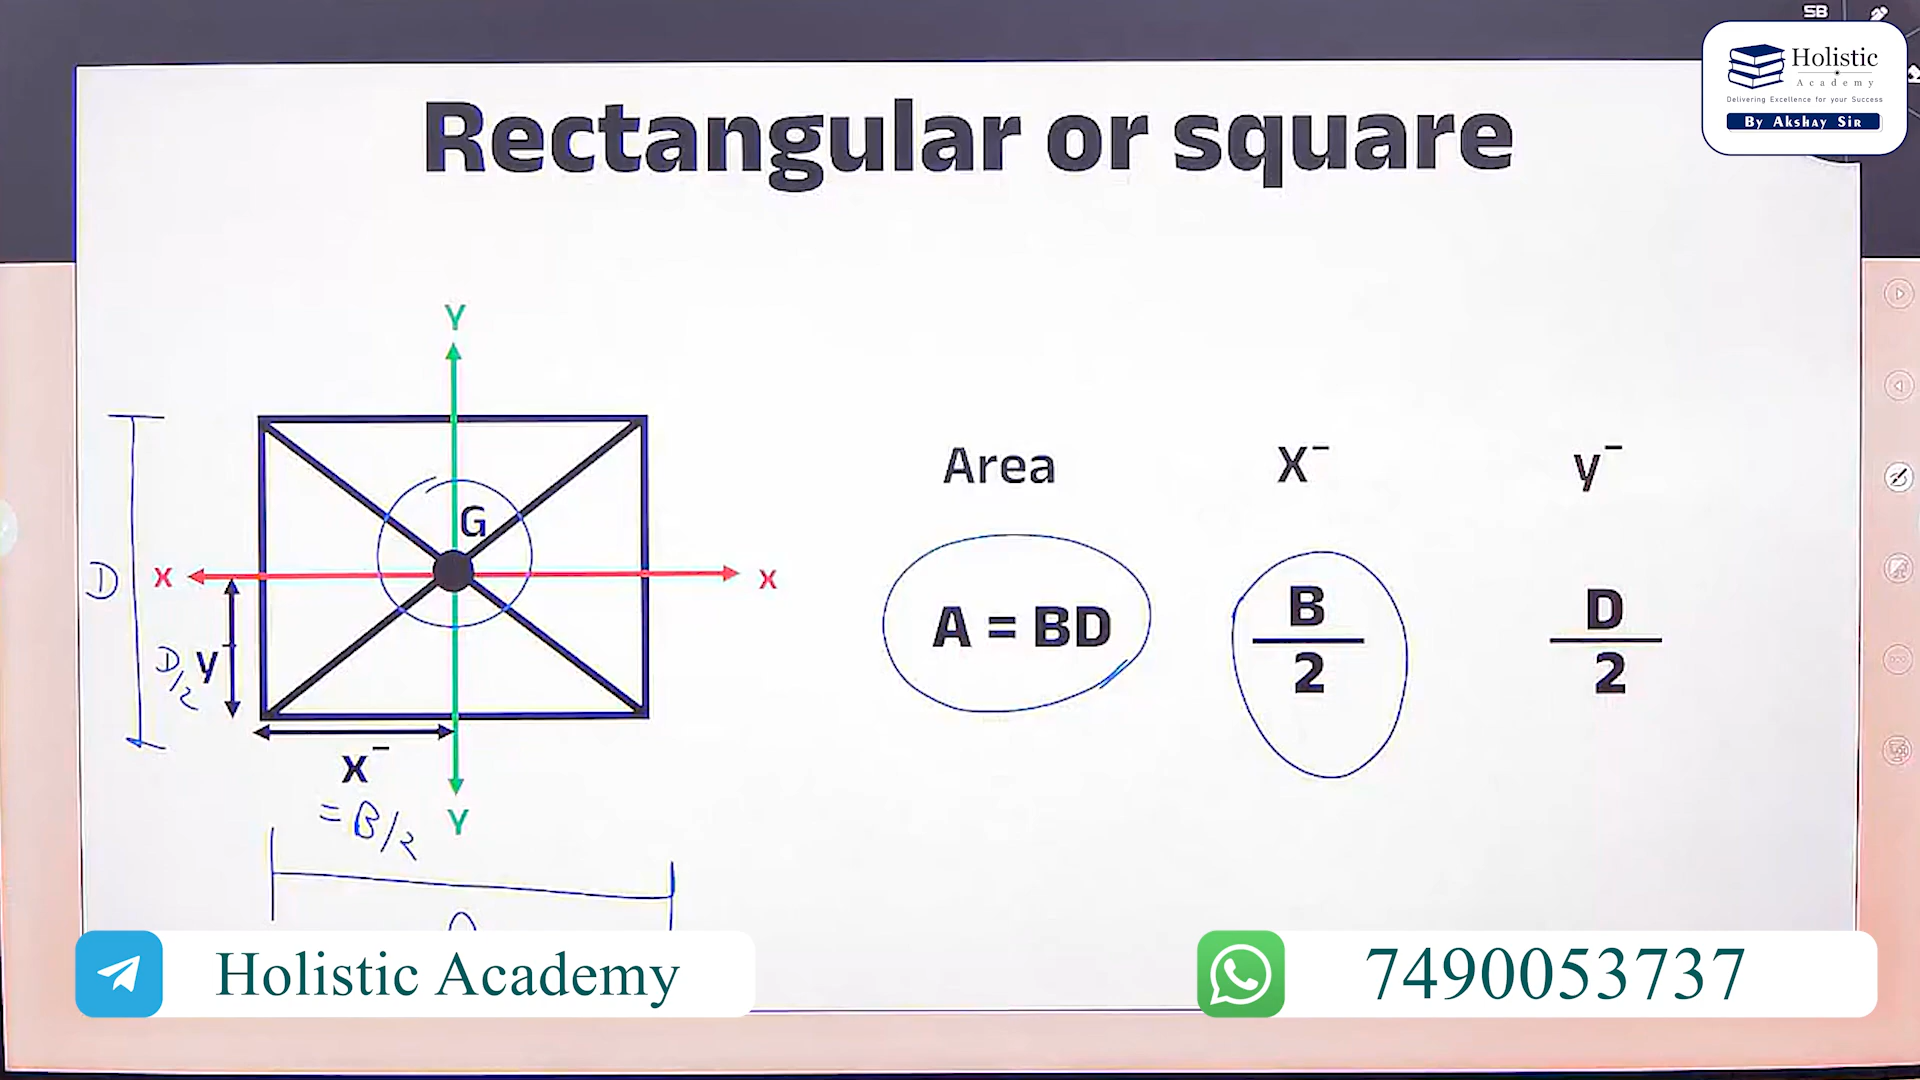 SB
Holistic
Academy
Delivering Excellence for your Success
By Akshay Sir
Rectangular or square
Y
G
X
X
D
D/2
y‾
x‾
= B/2
Y
Area
X‾
y‾
A = BD
B
2
D
2
Holistic Academy
7490053737